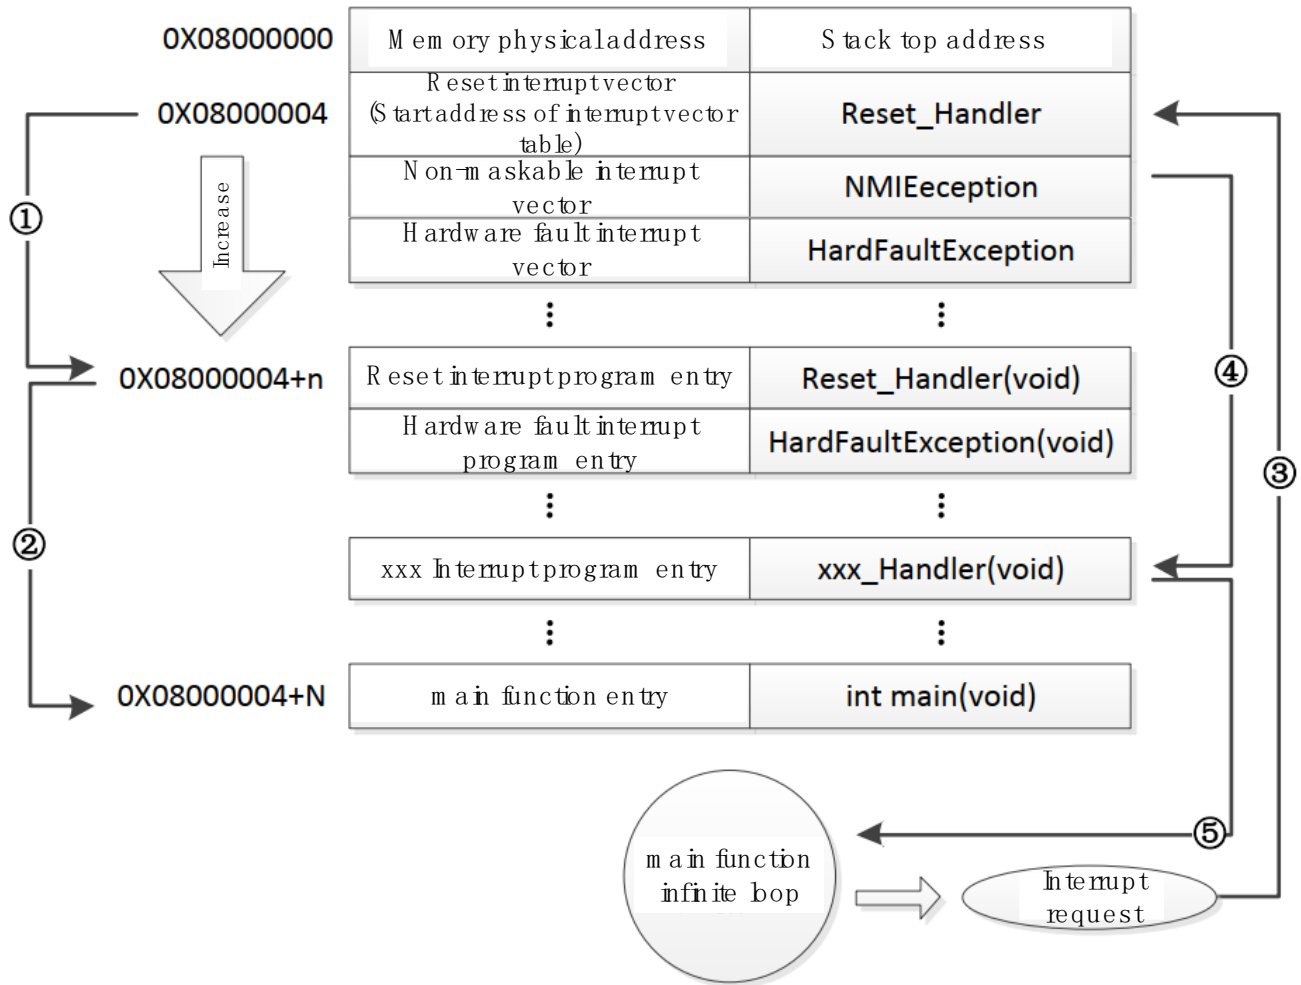 0X08000000
Memory physical address
Stack top address
0X08000004
Reset interrupt vector
(Start address of interrupt vector
table)
Reset_Handler
Non-maskable interrupt
vector
NMIEeception
Hardware fault interrupt
vector
HardFaultException
Increase
①
0X08000004+n
Reset interrupt program entry
Reset_Handler(void)
④
Hardware fault interrupt
program entry
HardFaultException(void)
③
②
xxx Interrupt program entry
xxx_Handler(void)
0X08000004+N
main function entry
int main(void)
⑤
main function
infinite loop
Interrupt
request